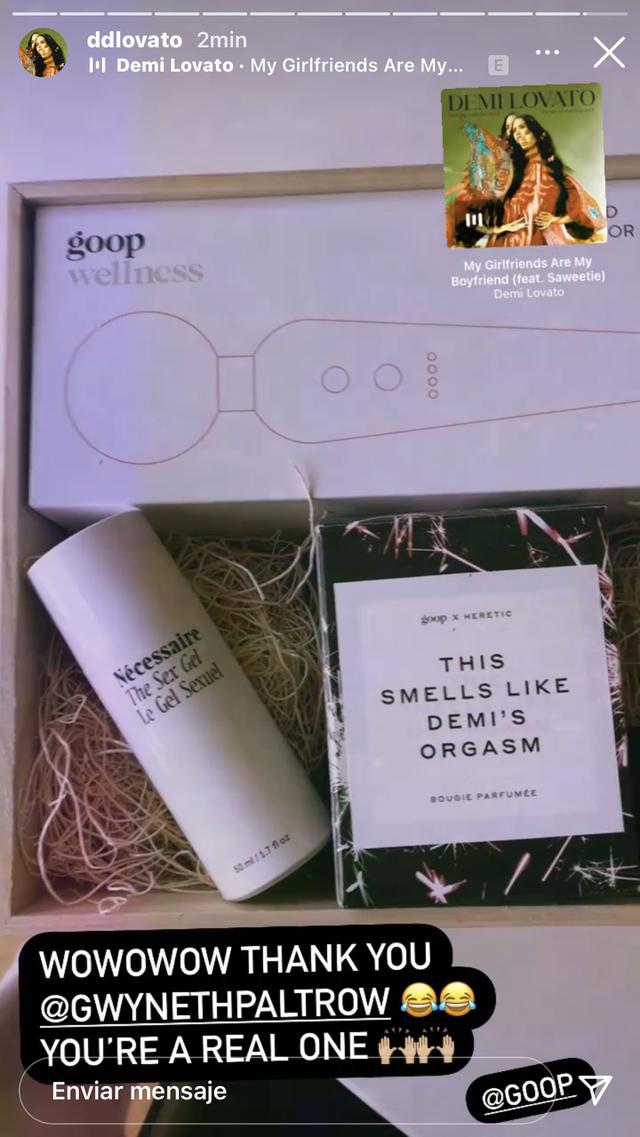 ddlovato 2min
Demi Lovato · My Girlfriends Are My... E
DEMI LOVATO
My Girlfriends Are My
Boyfriend (feat. Saweetie)
Demi Lovato
goop
wellness
OR
Nécessaire
The Sex Gel
Le Gel Sexuel
50 ml / 1.7 fl oz
goop x HERETIC
THIS
SMELLS LIKE
DEMI'S
ORGASM
BOUGIE PARFUMÉE
WOWOWOW THANK YOU
@GWYNETHPALTROW 😂😂
YOU'RE A REAL ONE 🙌🏼🙌🏼
Enviar mensaje
@GOOP